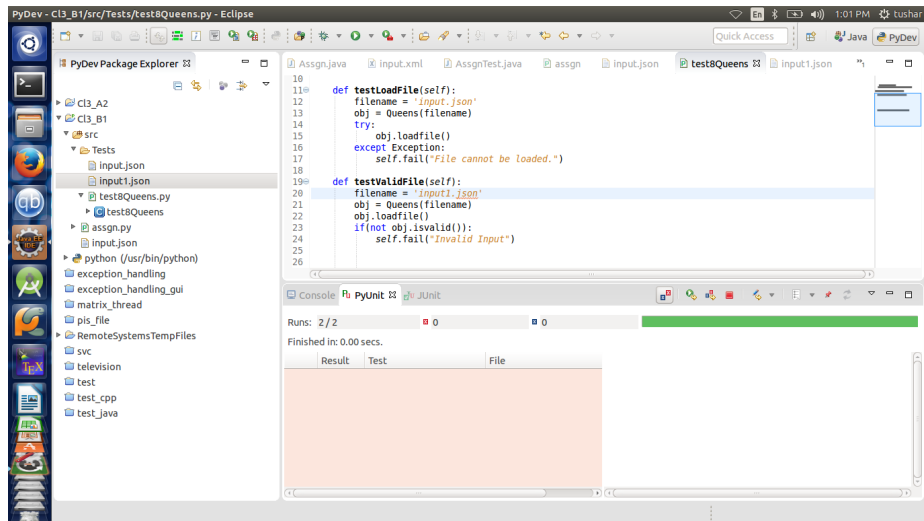 PyDev - Cl3_B1/src/Tests/test8Queens.py - Eclipse
En 1:01 PM tushar
Quick Access Java PyDev
PyDev Package Explorer
Cl3_A2
Cl3_B1
src
Tests
input.json
input1.json
test8Queens.py
test8Queens
assgn.py
input.json
python (/usr/bin/python)
exception_handling
exception_handling_gui
matrix_thread
pis_file
RemoteSystemsTempFiles
svc
television
test
test_cpp
test_java
Assgn.java input.xml AssgnTest.java assgn input.json test8Queens input1.json
10
11 def testLoadFile(self):
12 filename = 'input.json'
13 obj = Queens(filename)
14 try:
15 obj.loadfile()
16 except Exception:
17 self.fail("File cannot be loaded.")
18
19 def testValidFile(self):
20 filename = 'input1.json'
21 obj = Queens(filename)
22 obj.loadfile()
23 if(not obj.isvalid()):
24 self.fail("Invalid Input")
25
26
Console PyUnit JUnit
Runs: 2 / 2 0 0
Finished in: 0.00 secs.
Result Test File